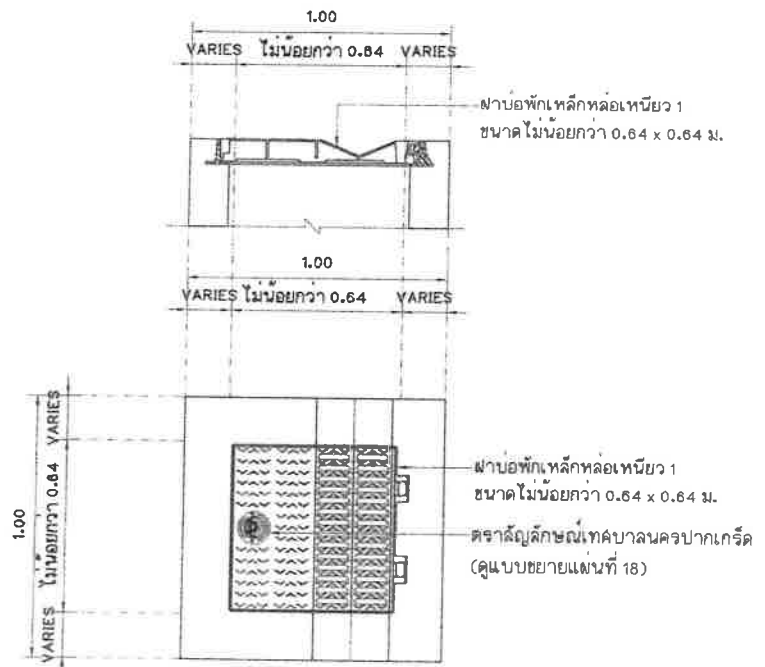 1.00
VARIES ไม่น้อยกว่า 0.64 VARIES
ฝาบ่อพักเหล็กหล่อเหนียว 1
ขนาดไม่น้อยกว่า 0.64 x 0.64 ม.
1.00
VARIES ไม่น้อยกว่า 0.64 VARIES
1.00
VARIES ไม่น้อยกว่า 0.64 VARIES
ฝาบ่อพักเหล็กหล่อเหนียว 1
ขนาดไม่น้อยกว่า 0.64 x 0.64 ม.
ตราสัญลักษณ์เทศบาลนครปากเกร็ด
(ดูแบบขยายแผ่นที่ 18)